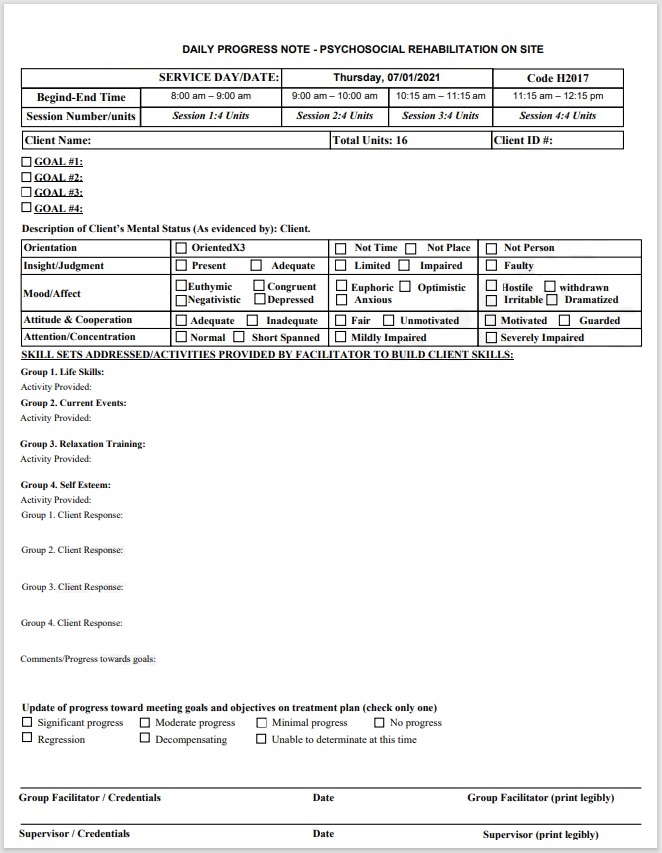 DAILY PROGRESS NOTE - PSYCHOSOCIAL REHABILITATION ON SITE
SERVICE DAY/DATE: Thursday, 07/01/2021 Code H2017
Begind-End Time 8:00 am – 9:00 am 9:00 am – 10:00 am 10:15 am – 11:15 am 11:15 am – 12:15 pm
Session Number/units Session 1:4 Units Session 2:4 Units Session 3:4 Units Session 4:4 Units
Client Name: Total Units: 16 Client ID #:
☐ GOAL #1:
☐ GOAL #2:
☐ GOAL #3:
☐ GOAL #4:
Description of Client's Mental Status (As evidenced by): Client.
Orientation ☐ OrientedX3 ☐ Not Time ☐ Not Place ☐ Not Person
Insight/Judgment ☐ Present ☐ Adequate ☐ Limited ☐ Impaired ☐ Faulty
Mood/Affect ☐ Euthymic ☐ Congruent ☐ Euphoric ☐ Optimistic ☐ Hostile ☐ withdrawn
☐ Negativistic ☐ Depressed ☐ Anxious ☐ Irritable ☐ Dramatized
Attitude & Cooperation ☐ Adequate ☐ Inadequate ☐ Fair ☐ Unmotivated ☐ Motivated ☐ Guarded
Attention/Concentration ☐ Normal ☐ Short Spanned ☐ Mildly Impaired ☐ Severely Impaired
SKILL SETS ADDRESSED/ACTIVITIES PROVIDED BY FACILITATOR TO BUILD CLIENT SKILLS:
Group 1. Life Skills:
Activity Provided:
Group 2. Current Events:
Activity Provided:
Group 3. Relaxation Training:
Activity Provided:
Group 4. Self Esteem:
Activity Provided:
Group 1. Client Response:
Group 2. Client Response:
Group 3. Client Response:
Group 4. Client Response:
Comments/Progress towards goals:
Update of progress toward meeting goals and objectives on treatment plan (check only one)
☐ Significant progress ☐ Moderate progress ☐ Minimal progress ☐ No progress
☐ Regression ☐ Decompensating ☐ Unable to determinate at this time
Group Facilitator / Credentials Date Group Facilitator (print legibly)
Supervisor / Credentials Date Supervisor (print legibly)